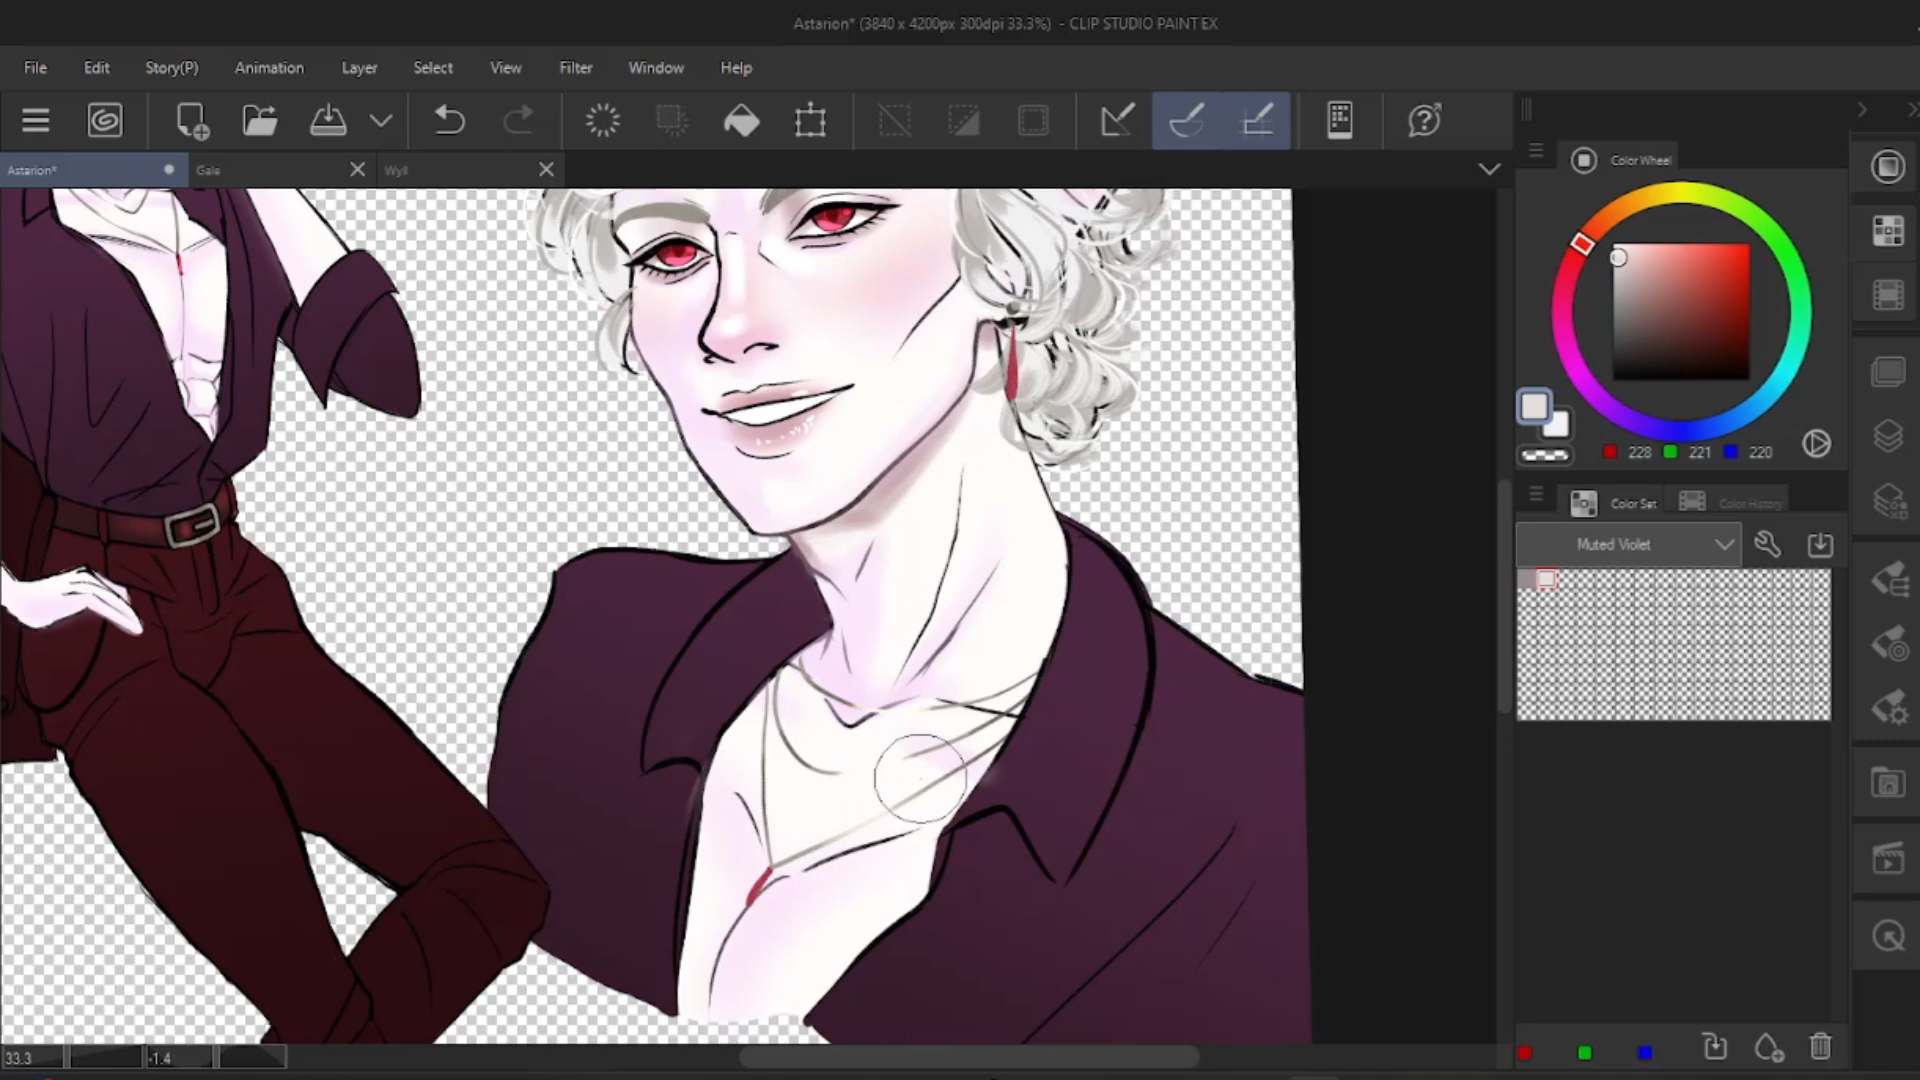 Astarion* (3840 x 4200px 300dpi 33.3%)  - CLIP STUDIO PAINT EX
File Edit Story(P) Animation Layer Select View Filter Window Help
Astarion* Gale Wyll
Color Wheel
228 221 220
Color Set Color History
Muted Violet
33.3 -1.4